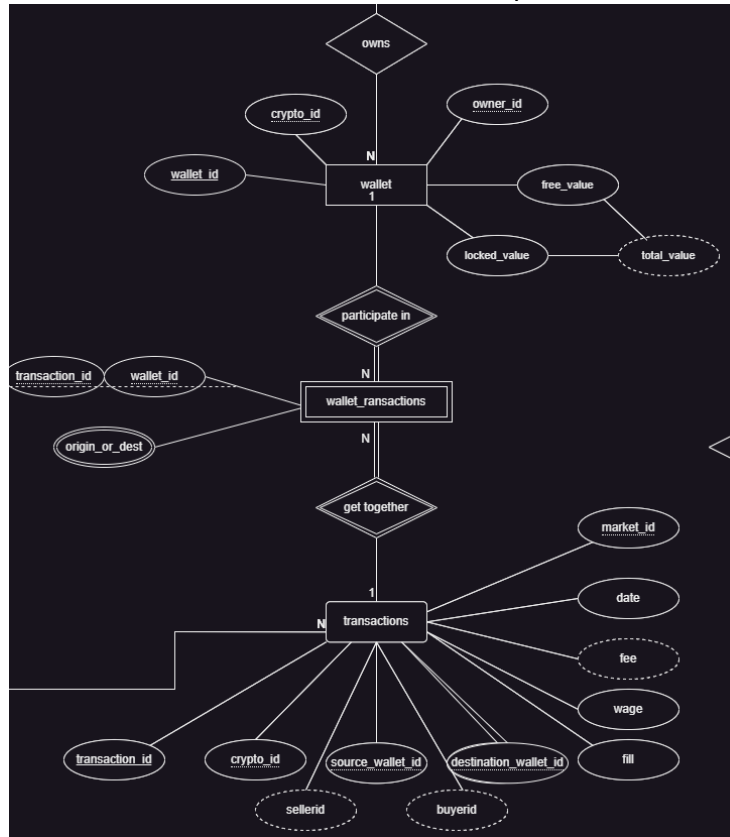 owns
crypto_id
owner_id
N
wallet_id
wallet
free_value
1
locked_value
total_value
participate in
N
transaction_id
wallet_id
wallet_ransactions
N
origin_or_dest
get together
market_id
1
date
N
transactions
fee
wage
transaction_id
crypto_id
source_wallet_id
destination_wallet_id
fill
sellerid
buyerid